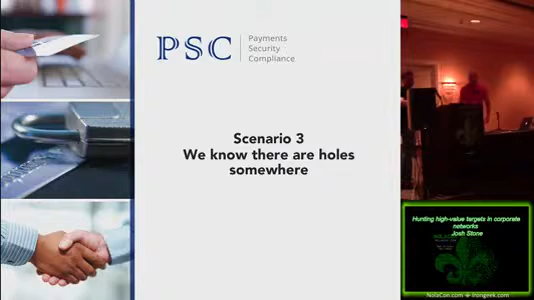 PSC
Payments
Security
Compliance
Scenario 3
We know there are holes
somewhere
Hunting high-value targets in corporate
networks
Josh Stone
NolaCon.com
Irongeek.com